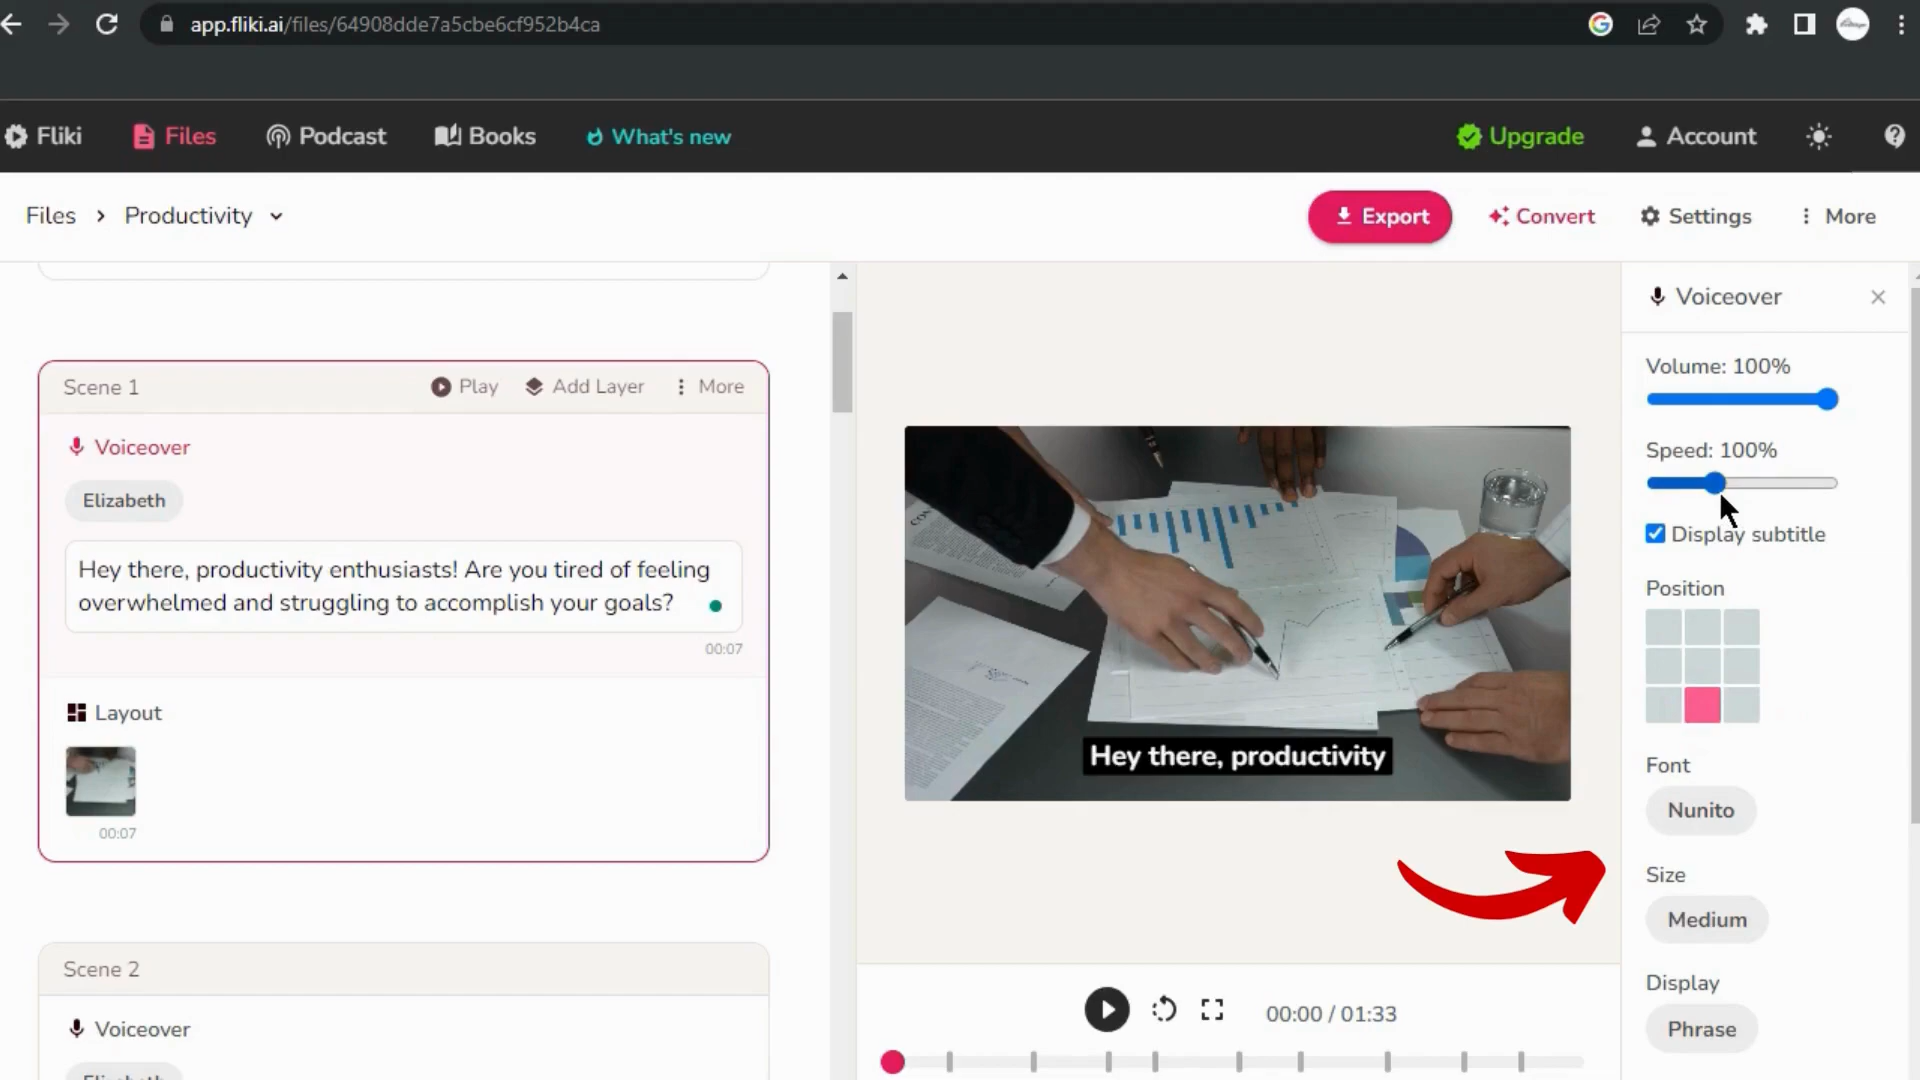 app.fliki.ai/files/64908dde7a5cbe6cf952b4ca
Fliki
Files
Podcast
Books
What's new
Upgrade
Account
Files
Productivity
Export
Convert
Settings
More
Scene 1
Play
Add Layer
More
Voiceover
Elizabeth
Hey there, productivity enthusiasts! Are you tired of feeling
overwhelmed and struggling to accomplish your goals?
00:07
Layout
00:07
Scene 2
Voiceover
Hey there, productivity
00:00 / 01:33
Voiceover
Volume: 100%
Speed: 100%
Display subtitle
Position
Font
Nunito
Size
Medium
Display
Phrase